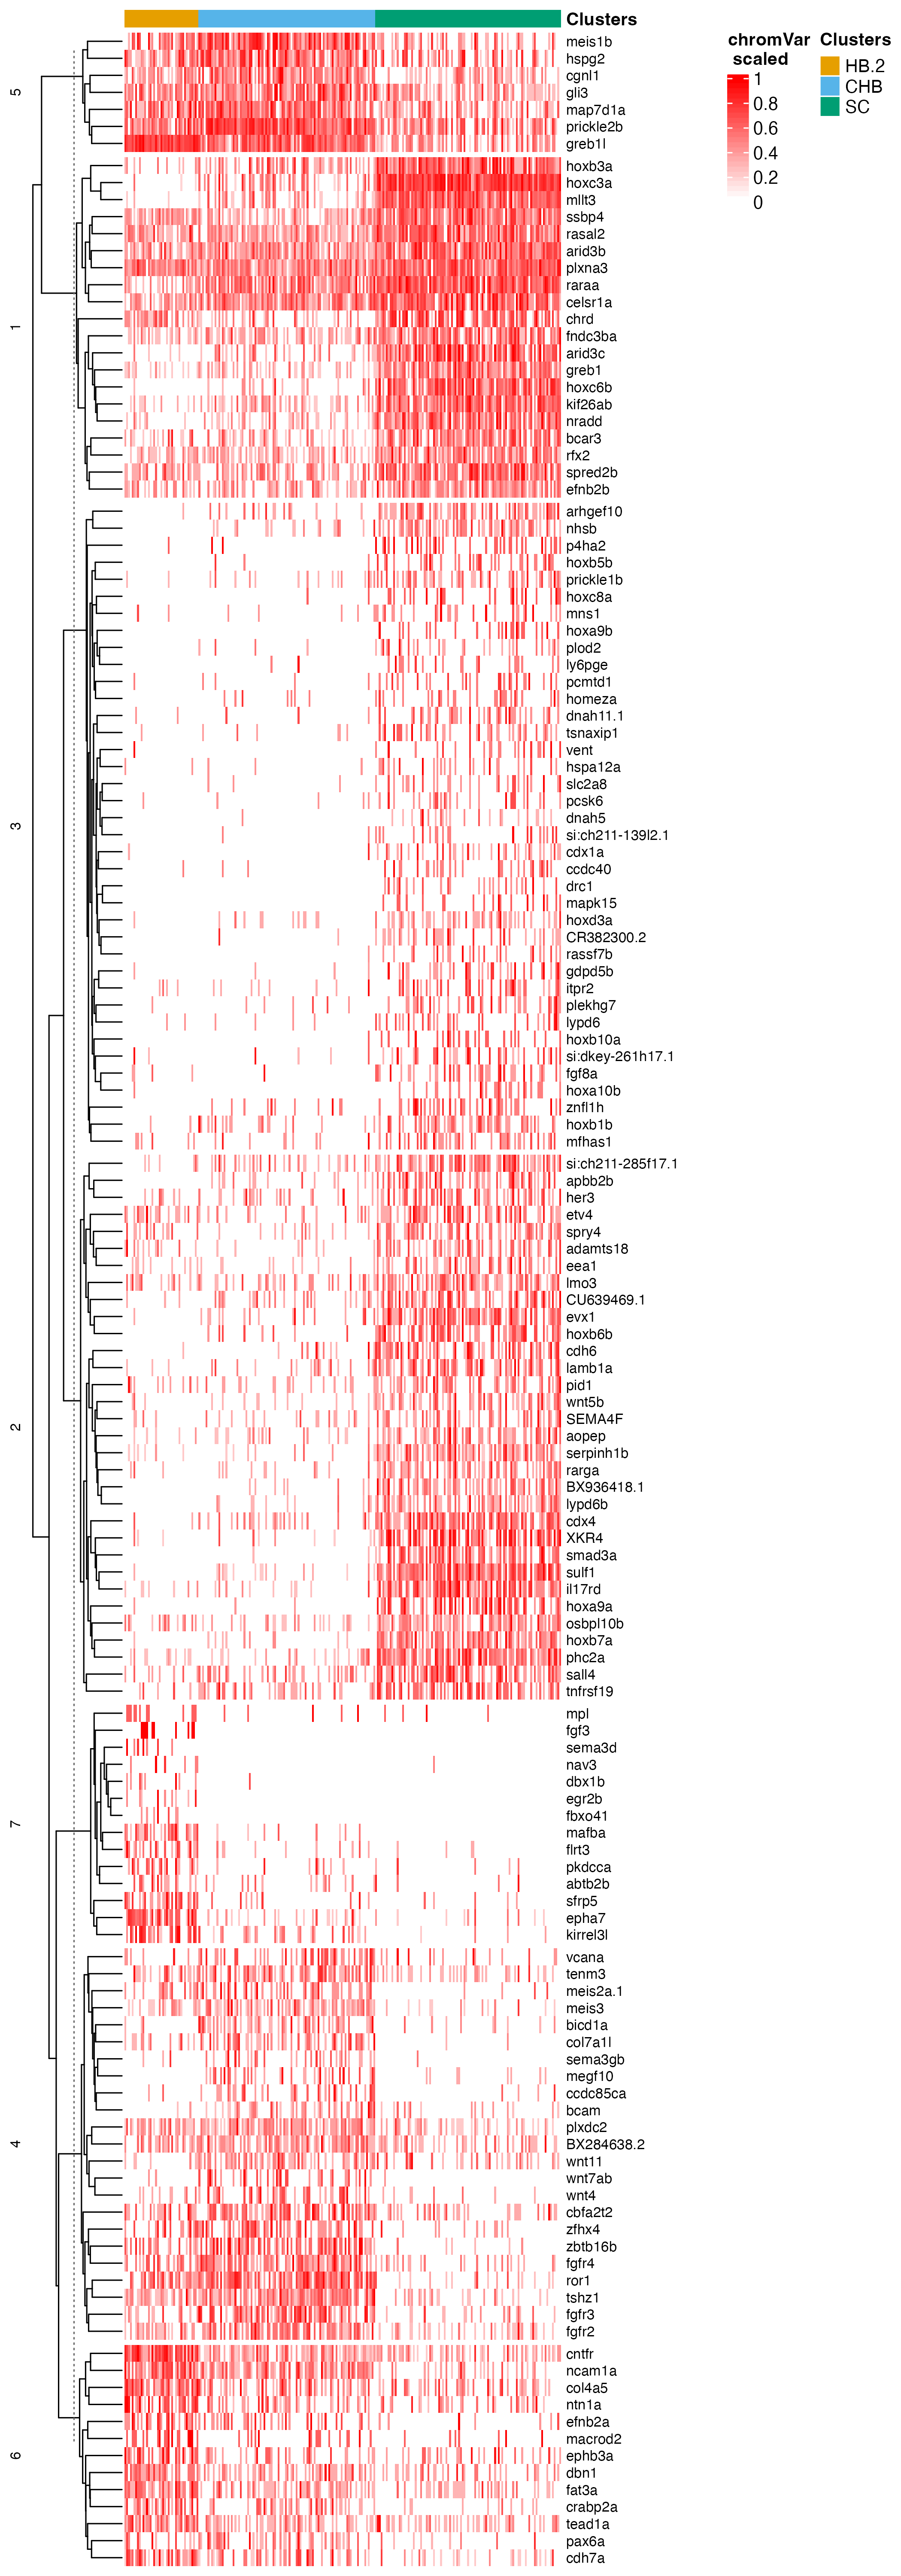 Clusters
chromVar
scaled
1
0.8
0.6
0.4
0.2
0
Clusters
HB.2
CHB
SC
5
meis1b
hspg2
cgnl1
gli3
map7d1a
prickle2b
greb1l
1
hoxb3a
hoxc3a
mllt3
ssbp4
rasal2
arid3b
plxna3
raraa
celsr1a
chrd
fndc3ba
arid3c
greb1
hoxc6b
kif26ab
nradd
bcar3
rfx2
spred2b
efnb2b
3
arhgef10
nhsb
p4ha2
hoxb5b
prickle1b
hoxc8a
mns1
hoxa9b
plod2
ly6pge
pcmtd1
homeza
dnah11.1
tsnaxip1
vent
hspa12a
slc2a8
pcsk6
dnah5
si:ch211-139l2.1
cdx1a
ccdc40
drc1
mapk15
hoxd3a
CR382300.2
rassf7b
gdpd5b
itpr2
plekhg7
lypd6
hoxb10a
si:dkey-261h17.1
fgf8a
hoxa10b
znfl1h
hoxb1b
mfhas1
2
si:ch211-285f17.1
apbb2b
her3
etv4
spry4
adamts18
eea1
lmo3
CU639469.1
evx1
hoxb6b
cdh6
lamb1a
pid1
wnt5b
SEMA4F
aopep
serpinh1b
rarga
BX936418.1
lypd6b
cdx4
XKR4
smad3a
sulf1
il17rd
hoxa9a
osbpl10b
hoxb7a
phc2a
sall4
tnfrsf19
7
mpl
fgf3
sema3d
nav3
dbx1b
egr2b
fbxo41
mafba
flrt3
pkdcca
abtb2b
sfrp5
epha7
kirrel3l
4
vcana
tenm3
meis2a.1
meis3
bicd1a
col7a1l
sema3gb
megf10
ccdc85ca
bcam
plxdc2
BX284638.2
wnt11
wnt7ab
wnt4
cbfa2t2
zfhx4
zbtb16b
fgfr4
ror1
tshz1
fgfr3
fgfr2
6
cntfr
ncam1a
col4a5
ntn1a
efnb2a
macrod2
ephb3a
dbn1
fat3a
crabp2a
tead1a
pax6a
cdh7a